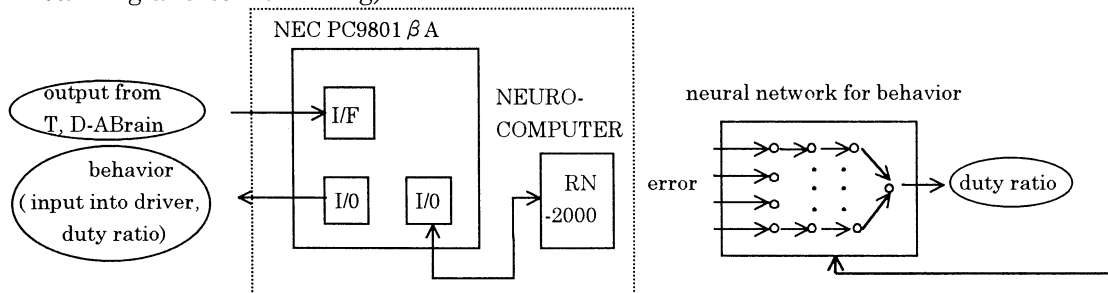 NEC PC9801βA
output from
T, D-ABrain
I/F
NEURO-
COMPUTER
behavior
(input into driver,
duty ratio)
I/0
I/0
RN
-2000
neural network for behavior
error
duty ratio